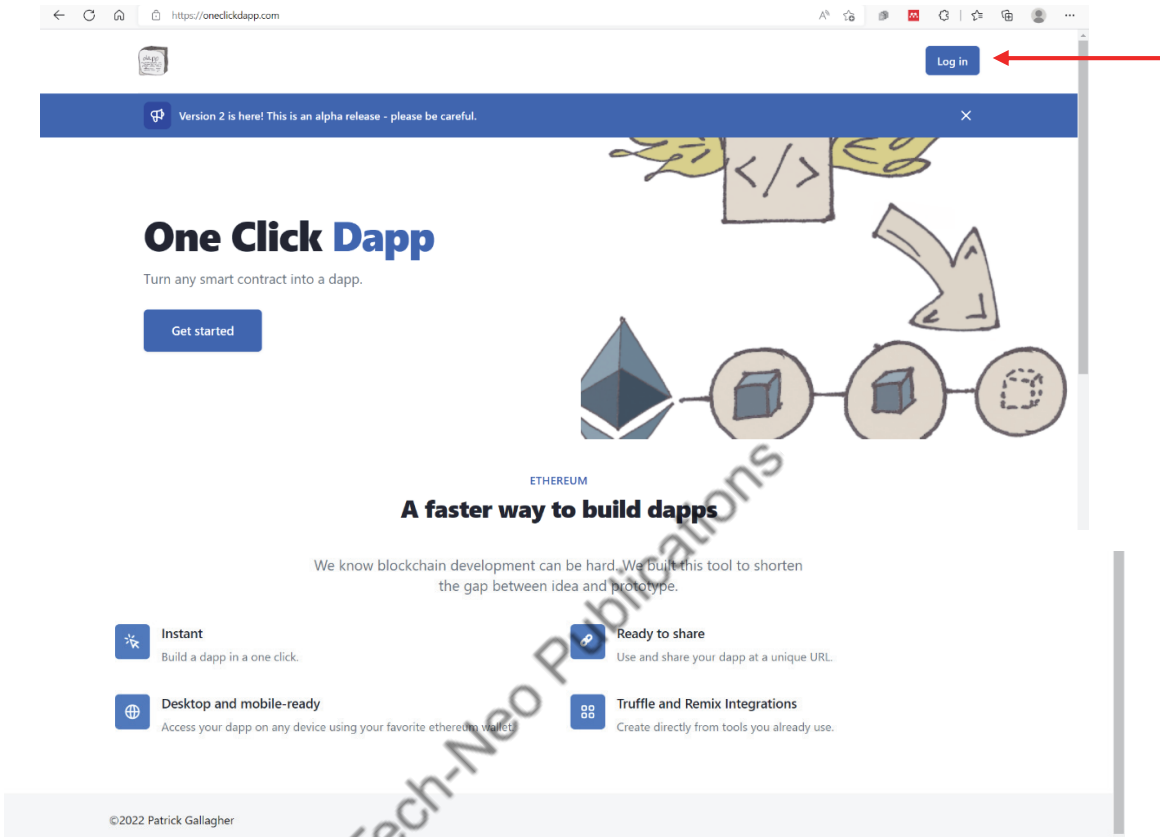 https://oneclickdapp.com
Log in
Version 2 is here! This is an alpha release - please be careful.
</>
One Click Dapp
Turn any smart contract into a dapp.
Get started
ETHEREUM
A faster way to build dapps
We know blockchain development can be hard. We built this tool to shorten
the gap between idea and prototype.
Instant
Build a dapp in a one click.
Ready to share
Use and share your dapp at a unique URL.
Desktop and mobile-ready
Access your dapp on any device using your favorite ethereum wallet.
Truffle and Remix Integrations
Create directly from tools you already use.
©2022 Patrick Gallagher
Tech-Neo Publications